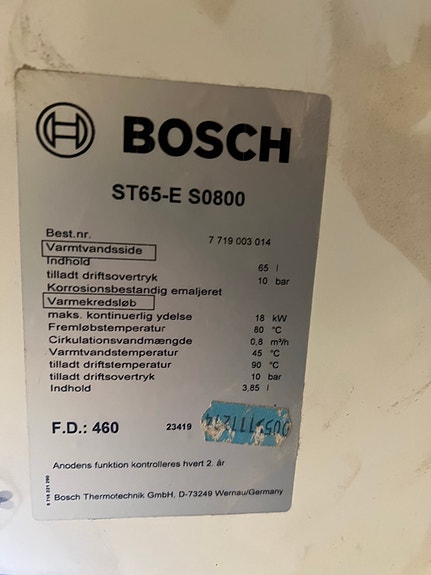 BOSCH
ST65-E S0800
Best.nr. 7 719 003 014
Varmtvandsside
Indhold 65 l
tilladt driftsovertryk 10 bar
Korrosionsbestandig emaljeret
Varmekredsløb
maks. kontinuerlig ydelse 18 kW
Fremløbstemperatur 80 °C
Cirkulationsvandmængde 0,8 m³/h
Varmtvandstemperatur 45 °C
tilladt driftstemperatur 90 °C
tilladt driftsovertryk 10 bar
Indhold 3,85 l
F.D.: 460 23419
Anodens funktion kontrolleres hvert 2. år
Bosch Thermotechnik GmbH, D-73249 Wernau/Germany